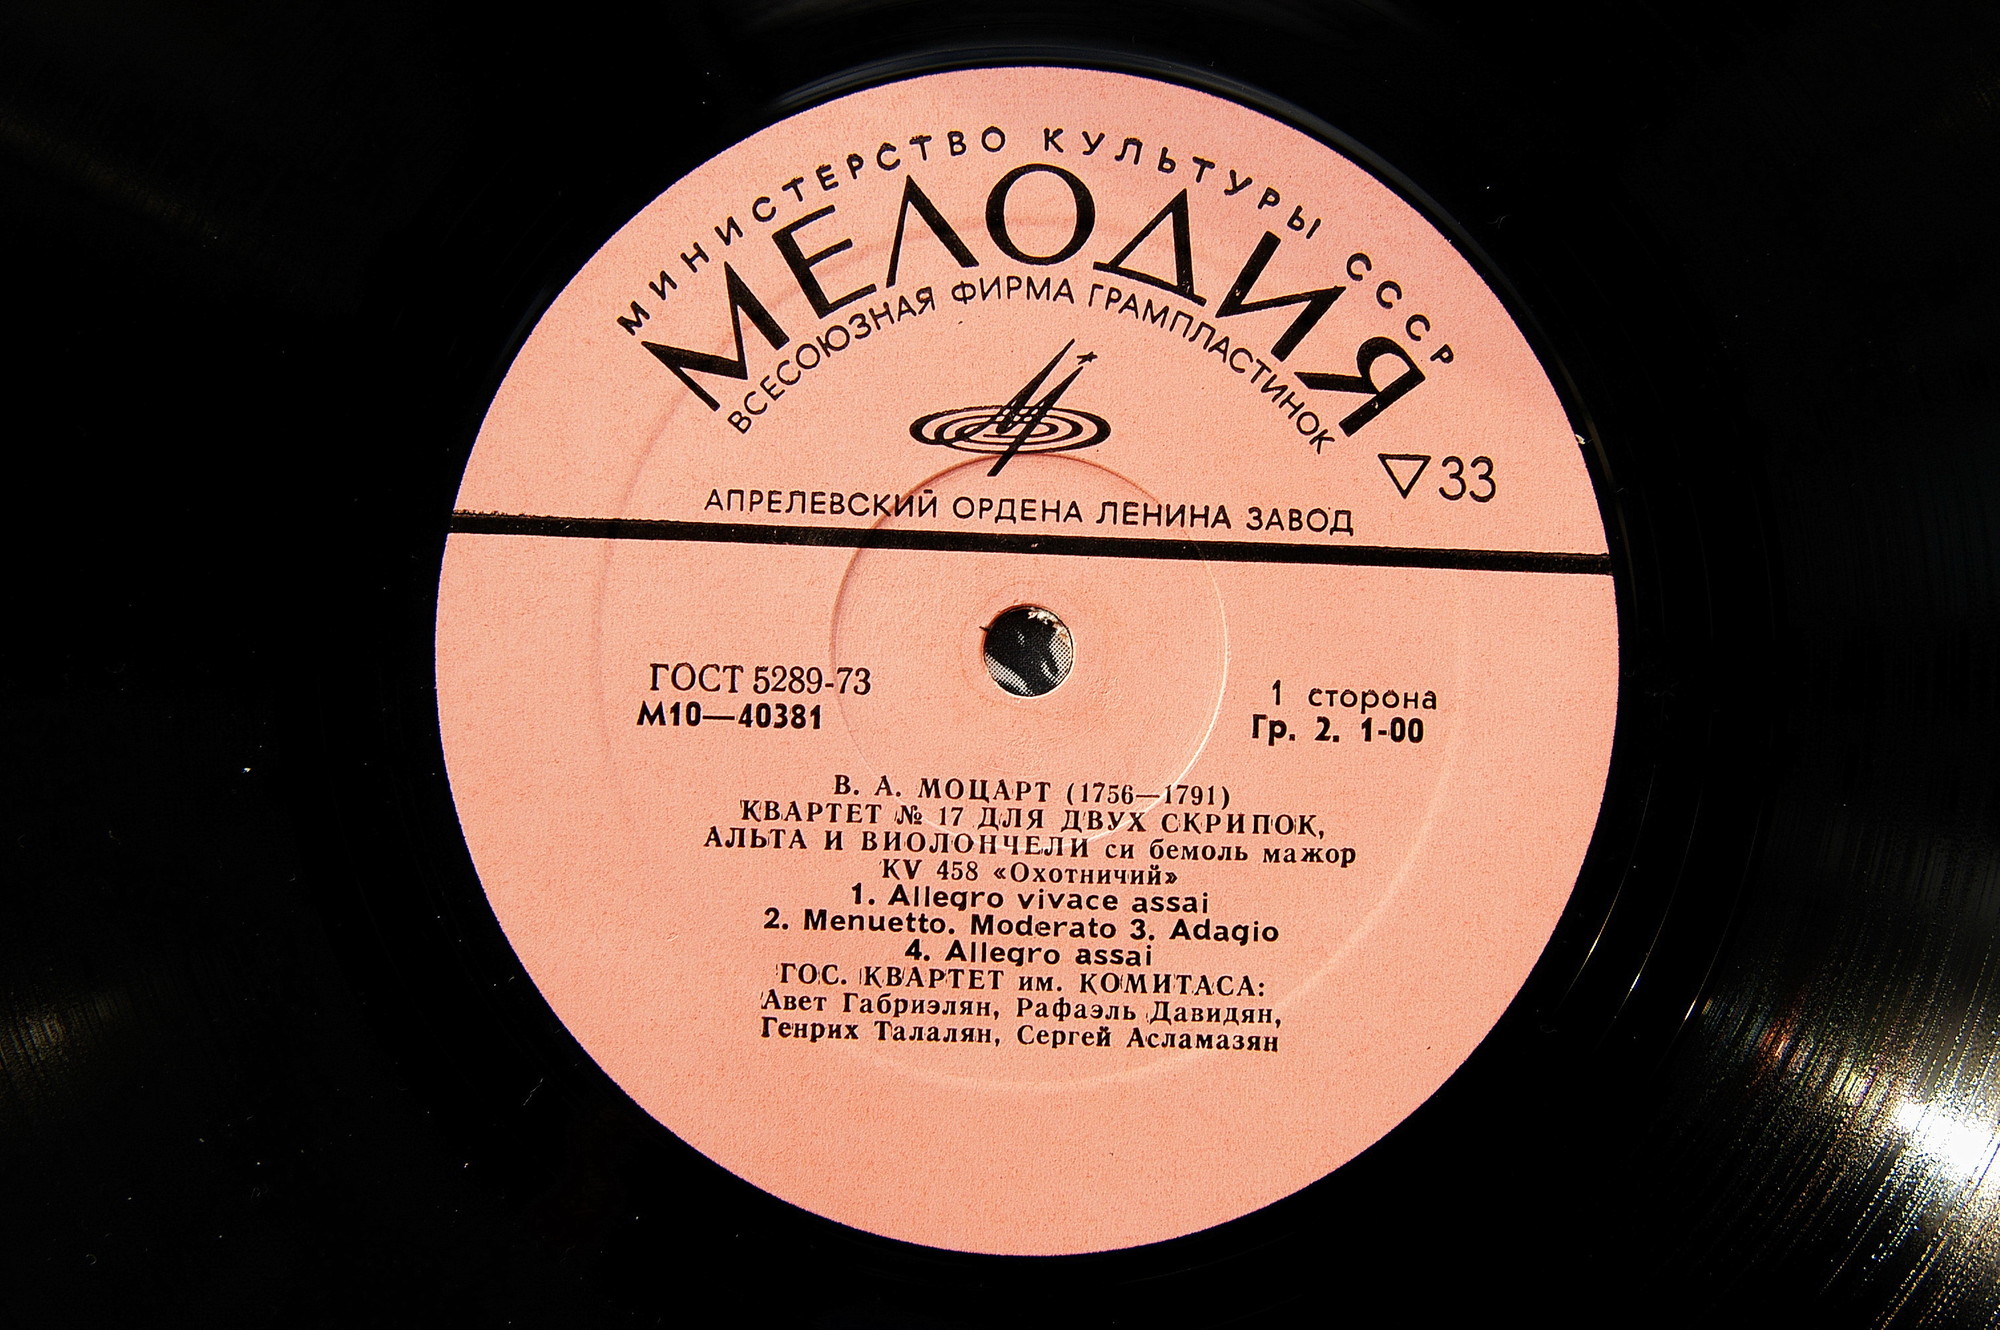 МИНИСТЕРСТВО КУЛЬТУРЫ СССР
МЕЛОДИЯ
ВСЕСОЮЗНАЯ ФИРМА ГРАМПЛАСТИНОК
▽33
АПРЕЛЕВСКИЙ ОРДЕНА ЛЕНИНА ЗАВОД
ГОСТ 5289-73
М10—40381
1 сторона
Гр. 2. 1-00
В. А. МОЦАРТ (1756—1791)
КВАРТЕТ № 17 ДЛЯ ДВУХ СКРИПОК,
АЛЬТА И ВИОЛОНЧЕЛИ си бемоль мажор
KV 458 «Охотничий»
1. Allegro vivace assai
2. Menuetto. Moderato 3. Adagio
4. Allegro assai
ГОС. КВАРТЕТ им. КОМИТАСА:
Авет Габриэлян, Рафаэль Давидян,
Генрих Талалян, Сергей Асламазян